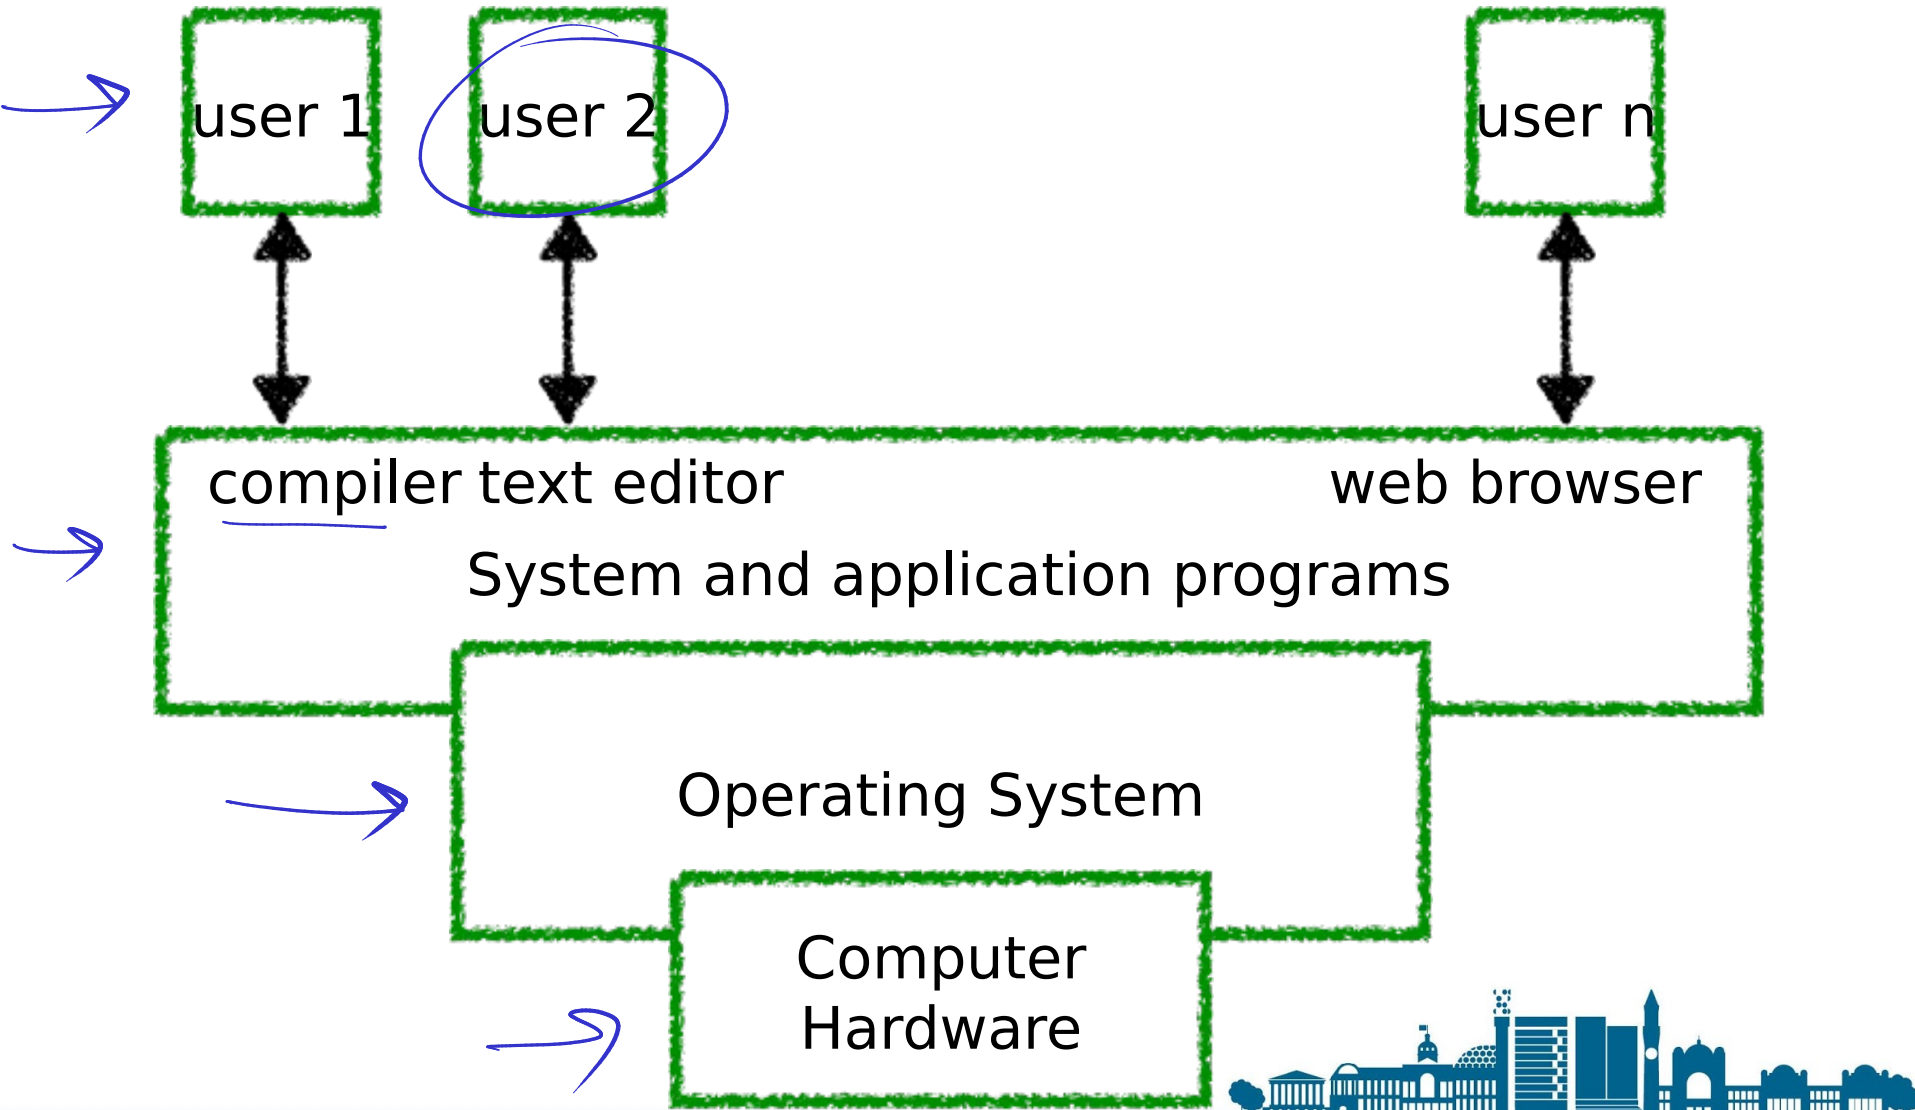 user 1 user 2 user n
compiler text editor web browser
System and application programs
Operating System
Computer
Hardware